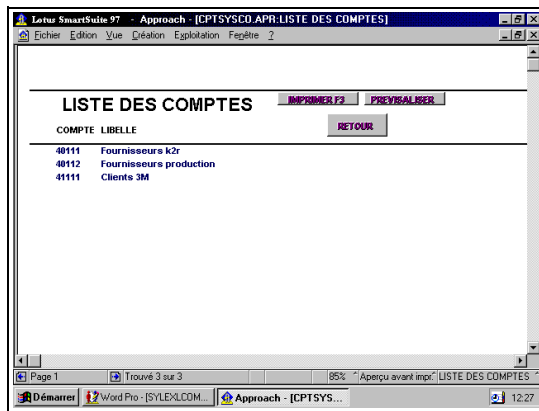 Lotus SmartSuite 97 - Approach - [CPTSYSCO.APR:LISTE DES COMPTES]
Fichier Edition Vue Création Exploitation Fenêtre ?
LISTE DES COMPTES
IMPRIMER F3 PREVISALISER
RETOUR
COMPTE LIBELLE
40111 Fournisseurs k2r
40112 Fournisseurs production
41111 Clients 3M
Page 1 Trouvé 3 sur 3 85% Aperçu avant impr. LISTE DES COMPTES
Démarrer Word Pro - [SYLEXLCOM... Approach - [CPTSYS... 12:27